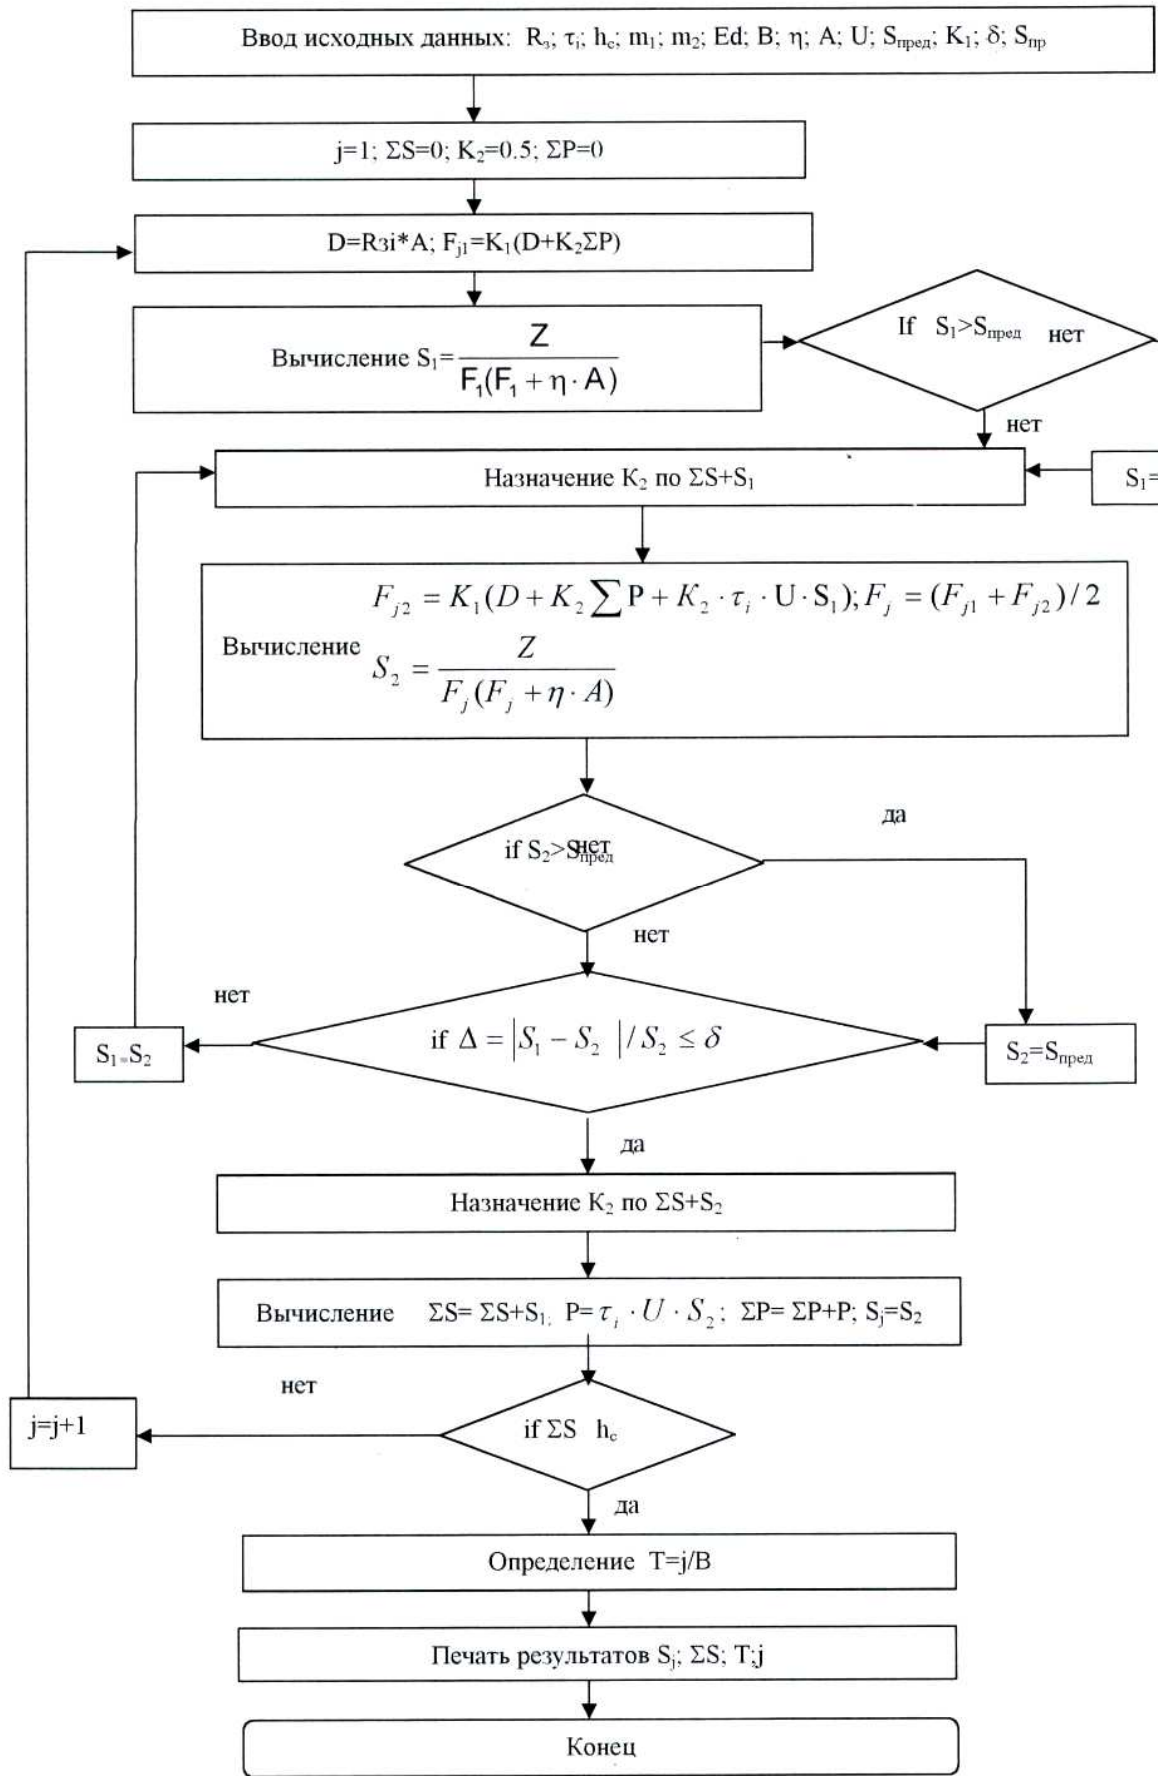 Ввод исходных данных: Rз; τi; hс; m1; m2; Ed; B; η; A; U; Sпред; K1; δ; Sпр
j=1; ΣS=0; K2=0.5; ΣP=0
D=Rзi*A; Fj1=K1(D+K2ΣP)
Вычисление S1= Z / F1(F1 + η · A)
If S1>Sпред нет
нет
Назначение K2 по ΣS+S1
S1=
Fj2 = K1(D + K2∑P + K2 · τi · U · S1); Fj = (Fj1 + Fj2) / 2
Вычисление
S2 = Z / Fj(Fj + η · A)
да
if S2>Sпред нет
нет
нет
if Δ = |S1 − S2 | / S2 ≤ δ
S1=S2
S2=Sпред
да
Назначение K2 по ΣS+S2
Вычисление ΣS= ΣS+S1; P= τi · U · S2; ΣP= ΣP+P; Sj=S2
нет
j=j+1
if ΣS hс
да
Определение T=j/B
Печать результатов Sj; ΣS; T;j
Конец